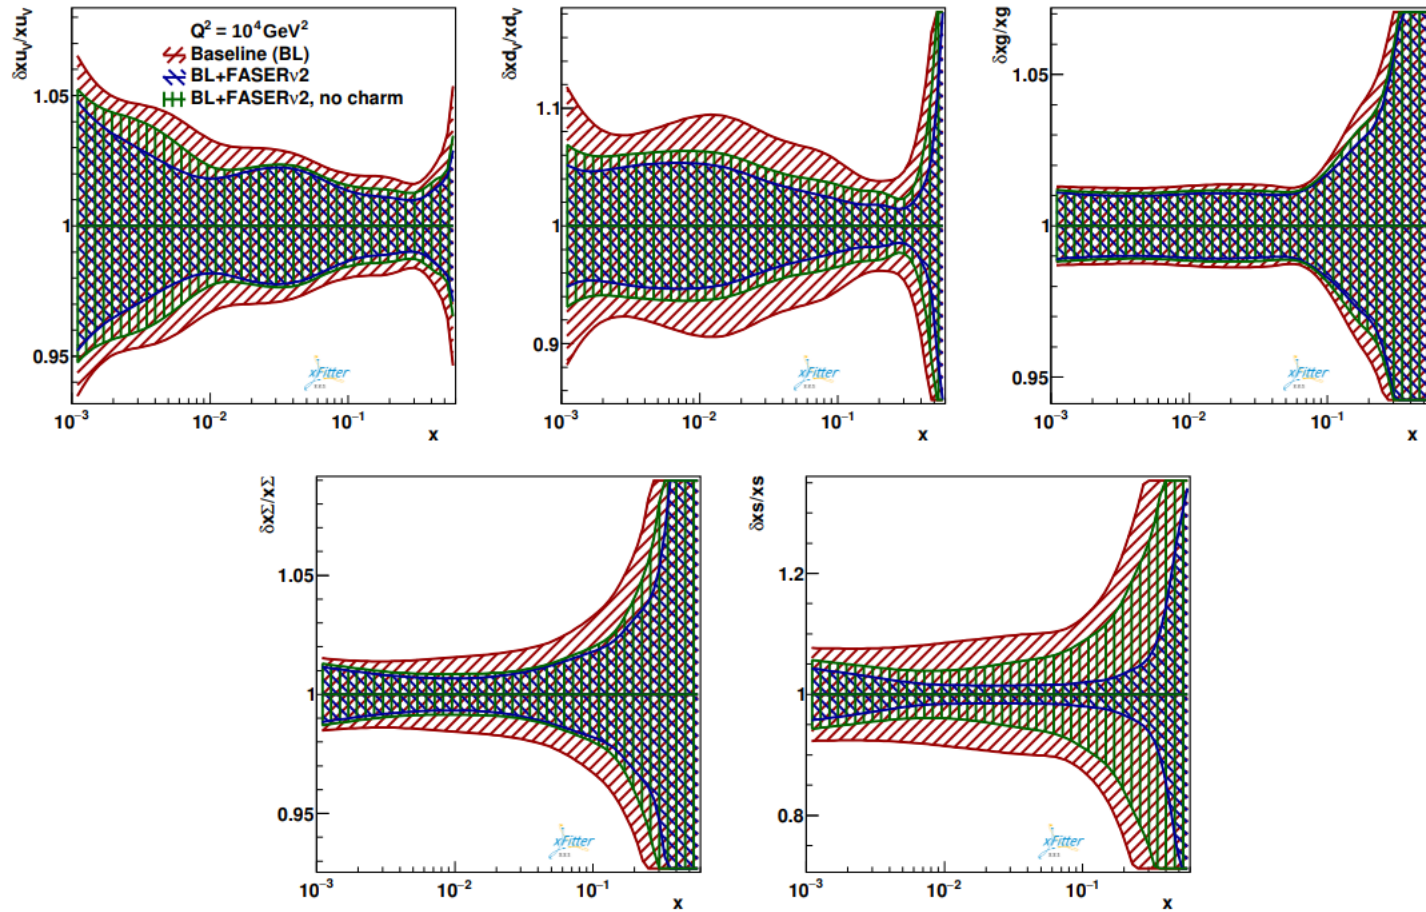 δxu_V/xu_V
Q² = 10⁴ GeV²
Baseline (BL)
BL+FASERν2
BL+FASERν2, no charm
1.05
1
0.95
xFitter
10⁻³ 10⁻² 10⁻¹
x
δxd_V/xd_V
1.1
1
0.9
xFitter
10⁻³ 10⁻² 10⁻¹
x
δxg/xg
1.05
1
0.95
xFitter
10⁻³ 10⁻² 10⁻¹
x
δxΣ/xΣ
1.05
1
0.95
xFitter
10⁻³ 10⁻² 10⁻¹
x
δxs/xs
1.2
1
0.8
xFitter
10⁻³ 10⁻² 10⁻¹
x